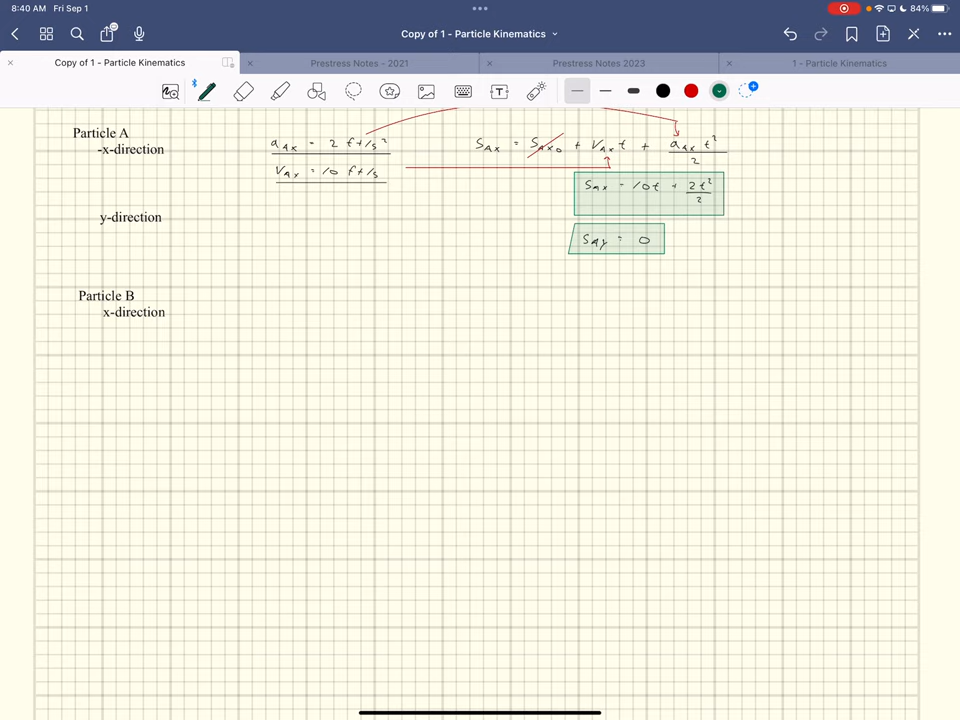 8:40 AM Fri Sep 1
84%
Copy of 1 - Particle Kinematics
Copy of 1 - Particle Kinematics
Prestress Notes - 2021
Prestress Notes 2023
1 - Particle Kinematics
Particle A
-x-direction
a_Ax = 2 ft/s²
S_Ax = S_Ax0 + V_Ax t + a_Ax t² / 2
V_Ax = 10 ft/s
S_Ax = 10t + 2t² / 2
y-direction
S_Ay = 0
Particle B
x-direction